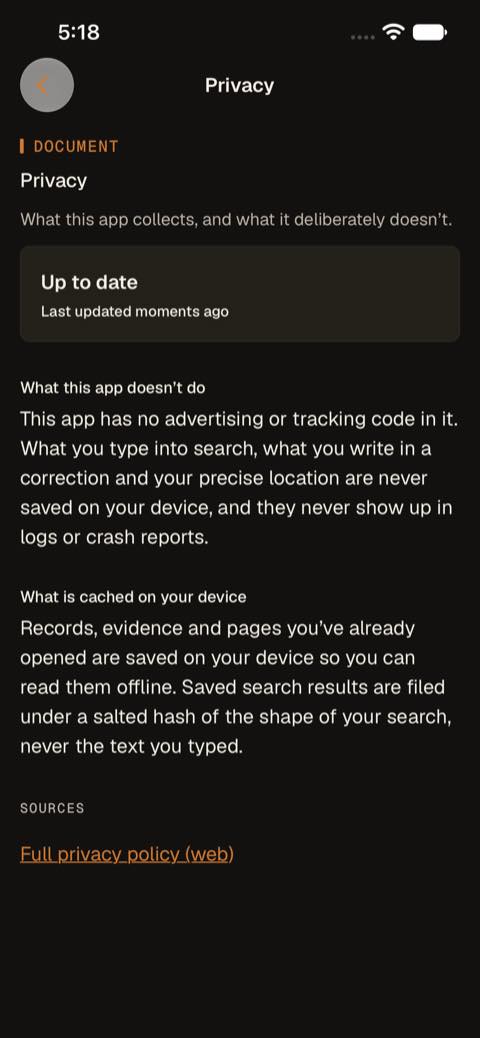 5:18
Privacy
DOCUMENT
Privacy
What this app collects, and what it deliberately doesn’t.
Up to date
Last updated moments ago
What this app doesn’t do
This app has no advertising or tracking code in it.
What you type into search, what you write in a
correction and your precise location are never
saved on your device, and they never show up in
logs or crash reports.
What is cached on your device
Records, evidence and pages you’ve already
opened are saved on your device so you can
read them offline. Saved search results are filed
under a salted hash of the shape of your search,
never the text you typed.
SOURCES
Full privacy policy (web)